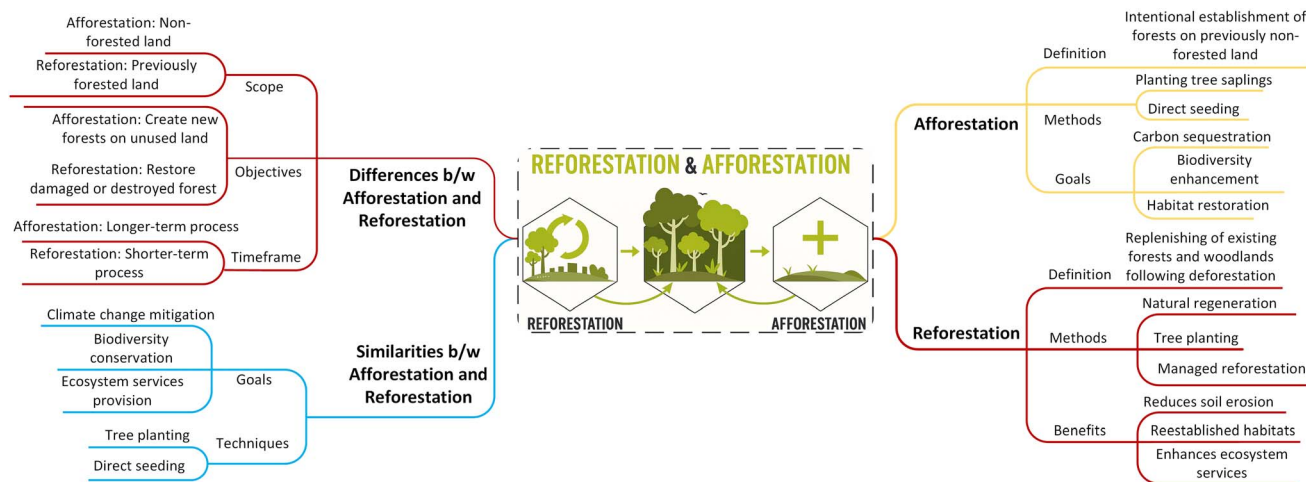 REFORESTATION & AFFORESTATION
REFORESTATION
AFFORESTATION
Differences b/w
Afforestation and
Reforestation
Scope
Afforestation: Non-
forested land
Reforestation: Previously
forested land
Objectives
Afforestation: Create new
forests on unused land
Reforestation: Restore
damaged or destroyed forest
Timeframe
Afforestation: Longer-term process
Reforestation: Shorter-term
process
Similarities b/w
Afforestation and
Reforestation
Goals
Climate change mitigation
Biodiversity
conservation
Ecosystem services
provision
Techniques
Tree planting
Direct seeding
Afforestation
Definition
Intentional establishment of
forests on previously non-
forested land
Methods
Planting tree saplings
Direct seeding
Goals
Carbon sequestration
Biodiversity
enhancement
Habitat restoration
Reforestation
Definition
Replenishing of existing
forests and woodlands
following deforestation
Methods
Natural regeneration
Tree planting
Managed reforestation
Benefits
Reduces soil erosion
Reestablished habitats
Enhances ecosystem
services